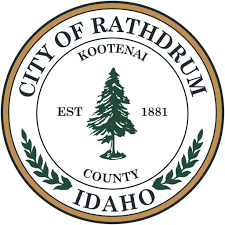 CITY OF RATHDRUM
KOOTENAI
EST 1881
COUNTY
IDAHO